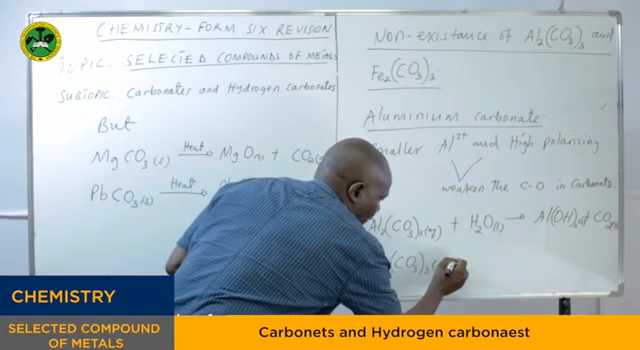 CHEMISTRY - FORM SIX REVISION
TOPIC: SELECTED COMPOUNDS OF METALS
SUBTOPIC: Carbonates and Hydrogen carbonates
But
MgCO3(s) Heat→ MgO(s) + CO2
PbCO3(s) Heat→
Non-existance of Al2(CO3)3 and
Fe2(CO3)3
Aluminium carbonate:
Smaller Al3+ and High polarizing
weaken the C-O in Carbonate
Al2(CO3)3(aq) + H2O(l) → Al(OH)3 + CO2(g)
(CO3)3
CHEMISTRY
SELECTED COMPOUND
OF METALS
Carbonets and Hydrogen carbonaest